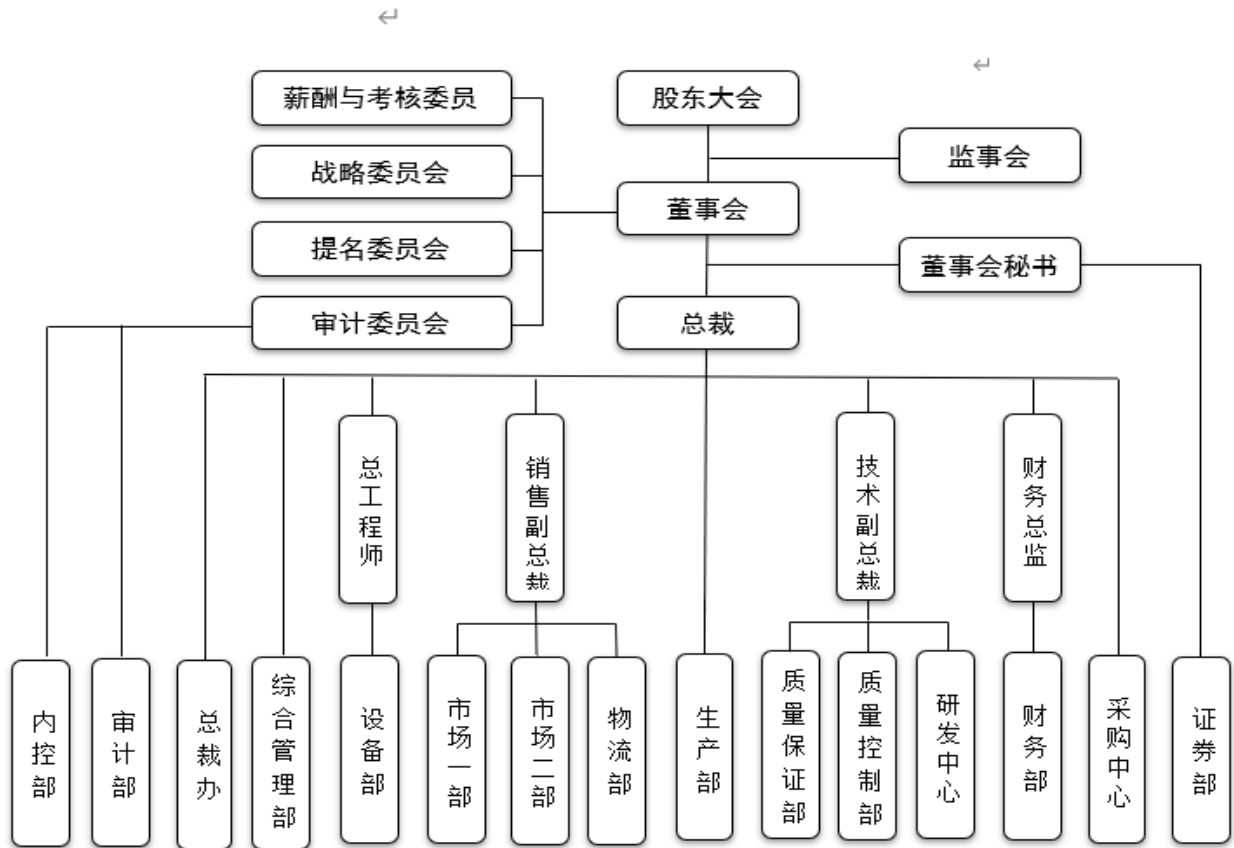 薪酬与考核委员
股东大会
战略委员会
监事会
董事会
提名委员会
董事会秘书
审计委员会
总裁
总工程师
销售副总裁
技术副总裁
财务总监
内控部
审计部
总裁办
综合管理部
设备部
市场一部
市场二部
物流部
生产部
质量保证部
质量控制部
研发中心
财务部
采购中心
证券部